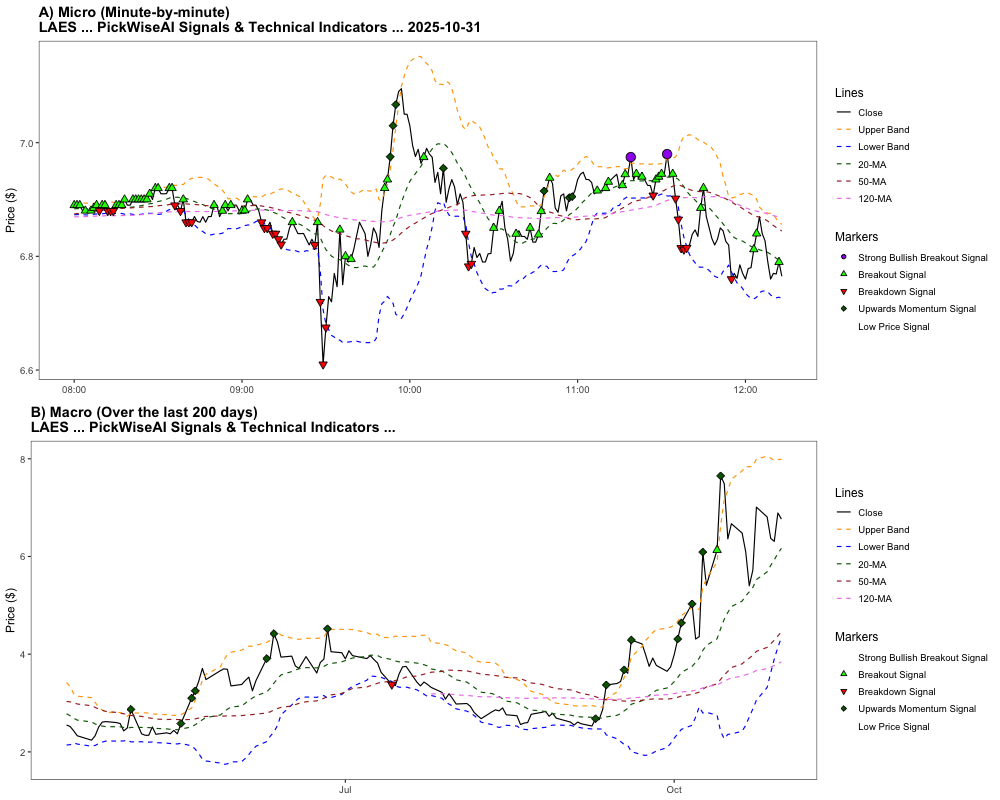 A) Micro (Minute-by-minute)
LAES ... PickWiseAI Signals & Technical Indicators ... 2025-10-31
Price ($)
7.0
6.8
6.6
08:00
09:00
10:00
11:00
12:00
Lines
Close
Upper Band
Lower Band
20-MA
50-MA
120-MA
Markers
Strong Bullish Breakout Signal
Breakout Signal
Breakdown Signal
Upwards Momentum Signal
Low Price Signal
B) Macro (Over the last 200 days)
LAES ... PickWiseAI Signals & Technical Indicators ...
Price ($)
8
6
4
2
Jul
Oct
Lines
Close
Upper Band
Lower Band
20-MA
50-MA
120-MA
Markers
Strong Bullish Breakout Signal
Breakout Signal
Breakdown Signal
Upwards Momentum Signal
Low Price Signal